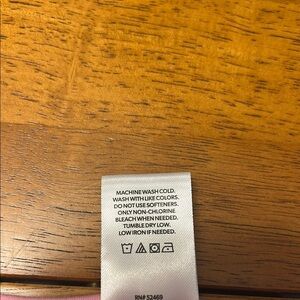 MACHINE WASH COLD.
WASH WITH LIKE COLORS.
DO NOT USE SOFTENERS.
ONLY NON-CHLORINE
BLEACH WHEN NEEDED.
TUMBLE DRY LOW.
LOW IRON IF NEEDED.
RN# 52469